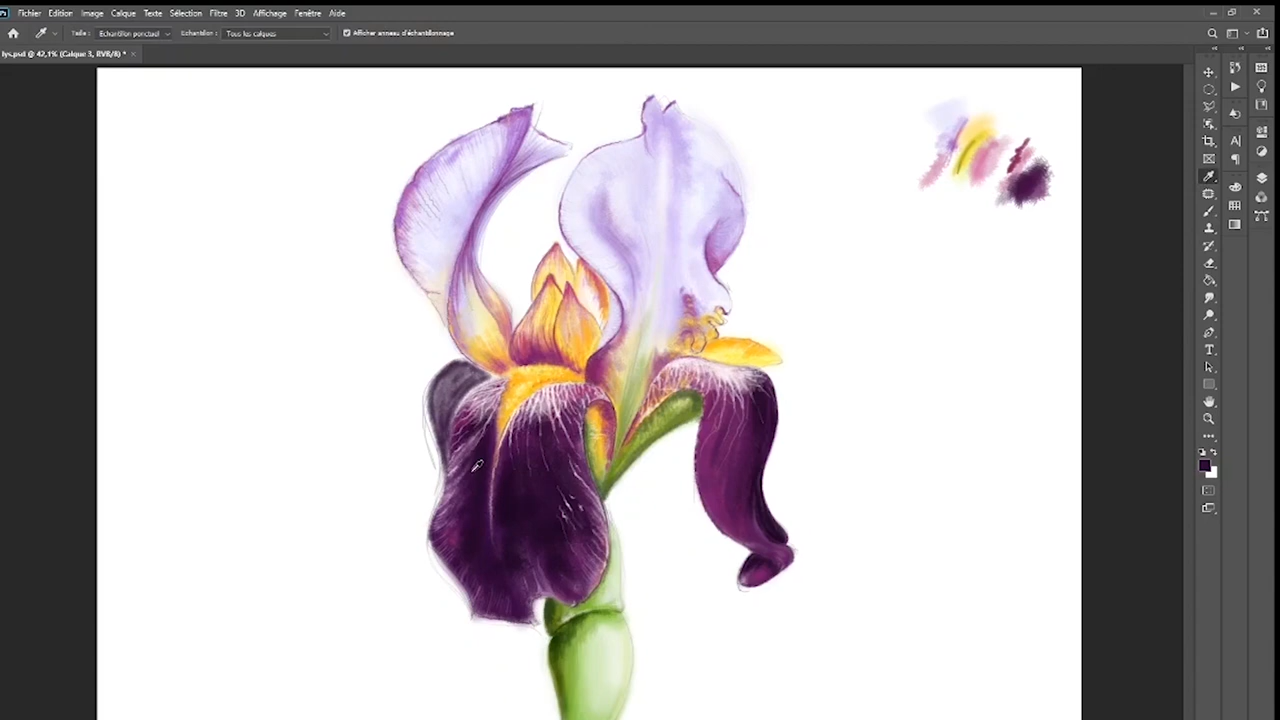 Fichier Edition Image Calque Texte Sélection Filtre 3D Affichage Fenêtre Aide
Taille : Echantillon ponctuel Echantillon : Tous les calques Afficher anneau d'échantillonnage
lys.psd @ 42,1% (Calque 3, RVB/8) *